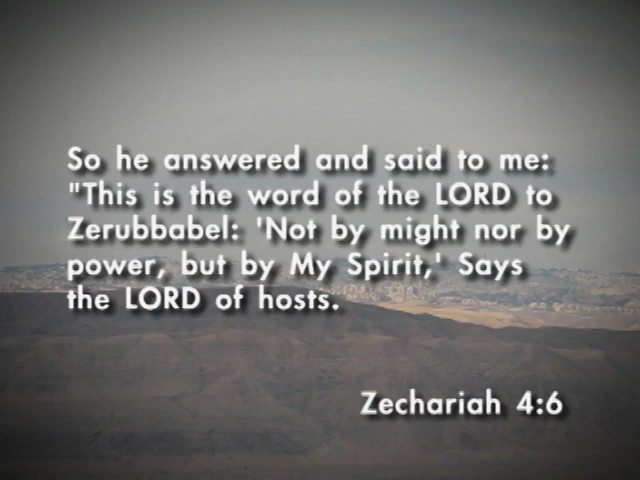 So he answered and said to me:
"This is the word of the LORD to
Zerubbabel: 'Not by might nor by
power, but by My Spirit,' Says
the LORD of hosts.
Zechariah 4:6